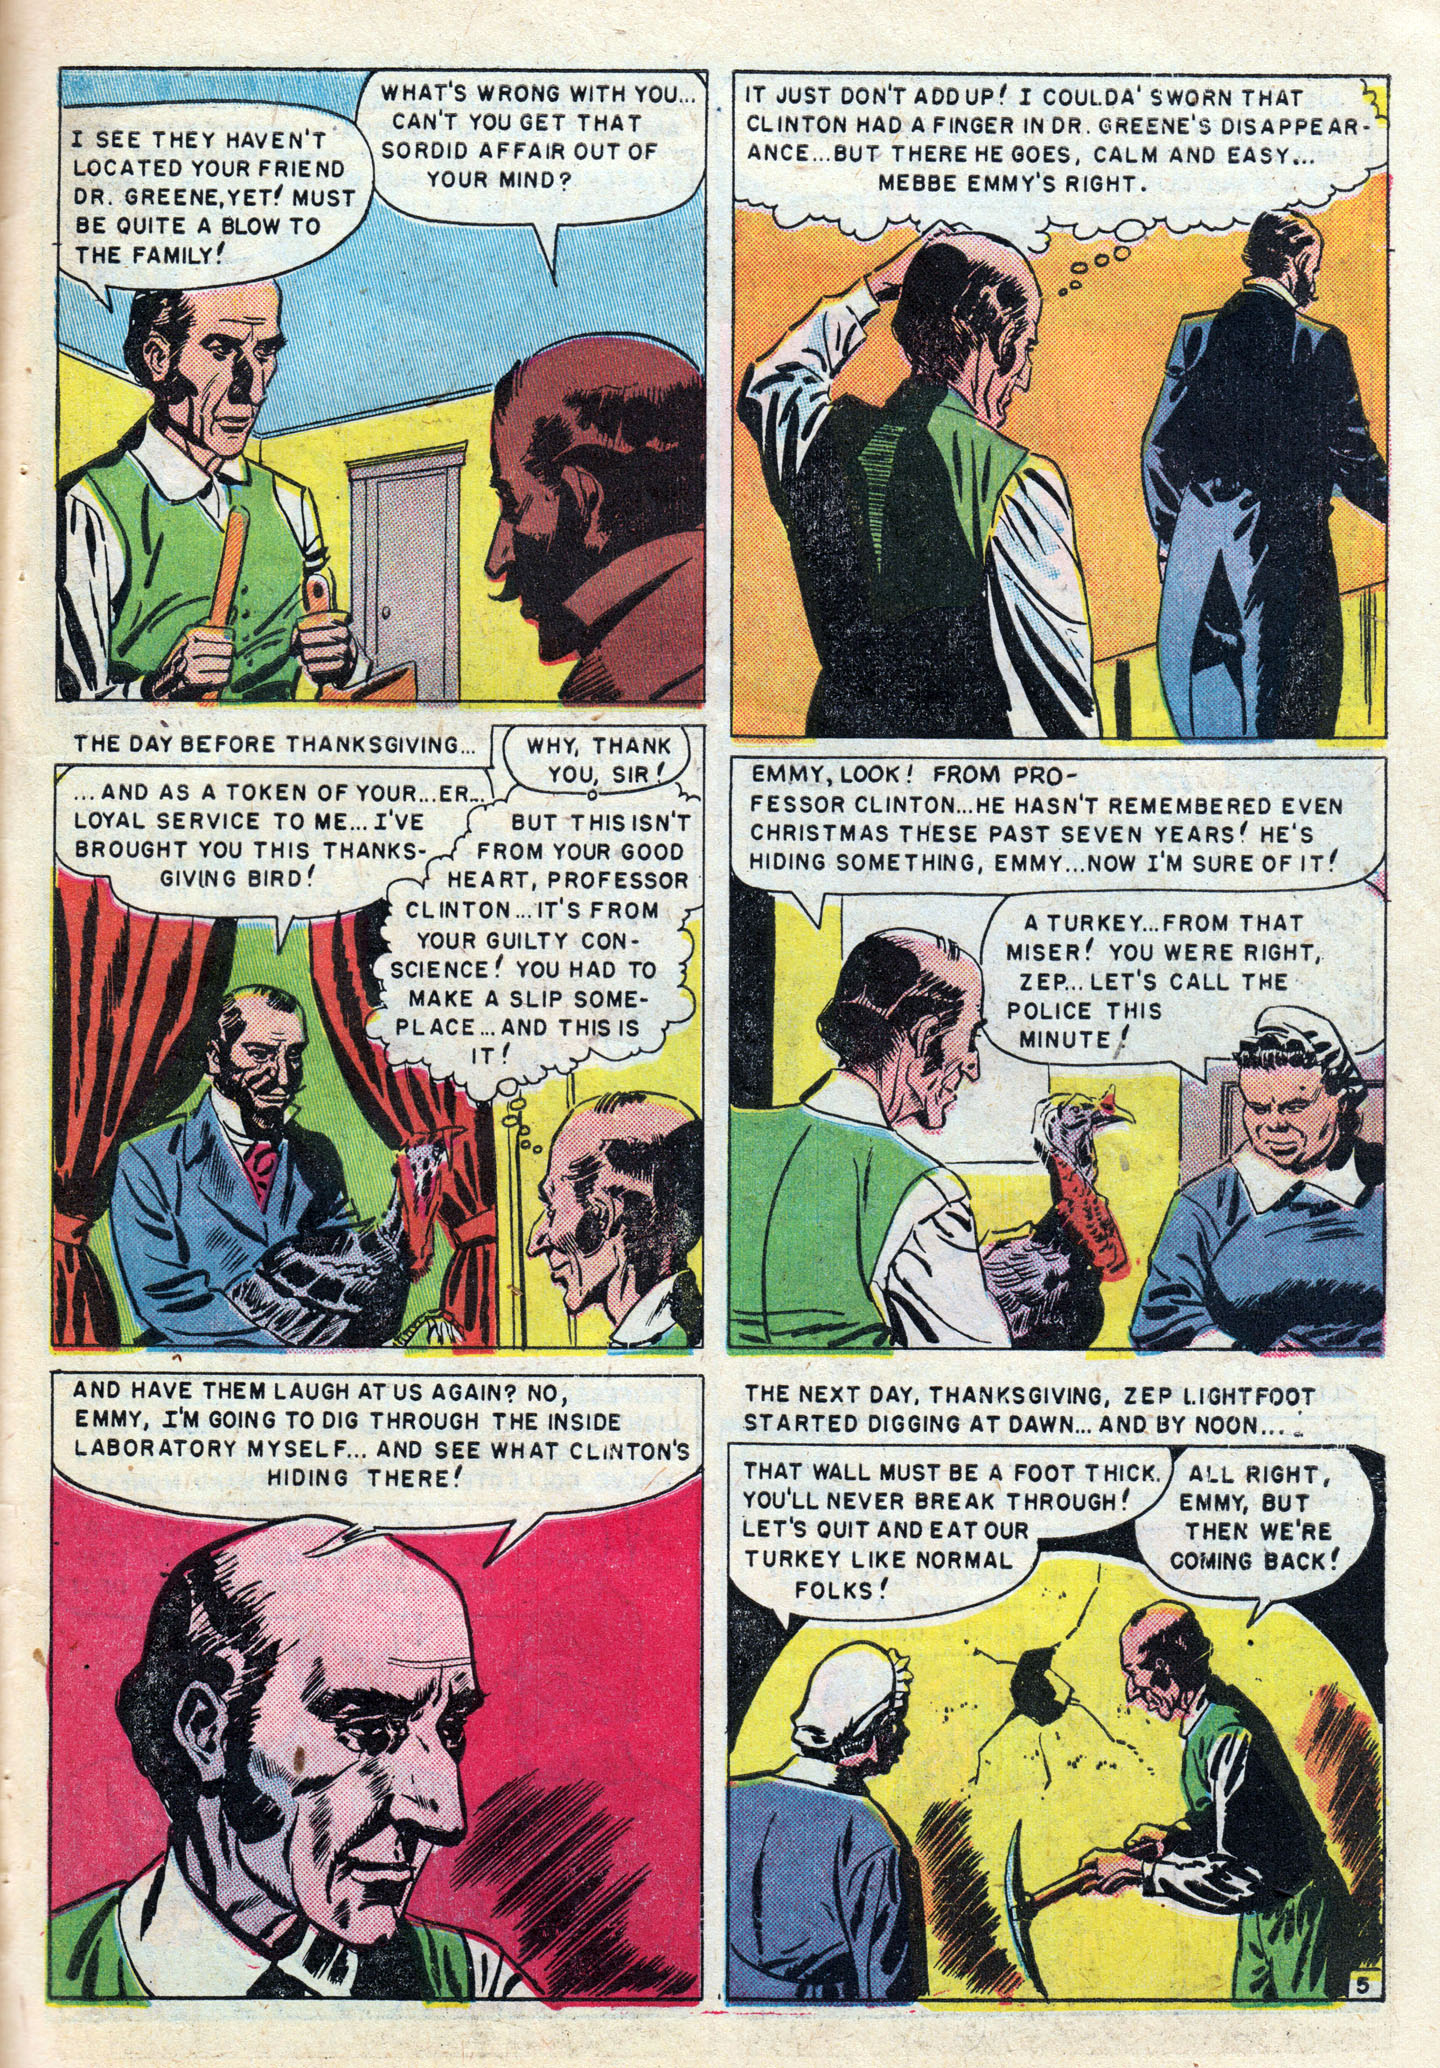 I SEE THEY HAVEN'T
LOCATED YOUR FRIEND
DR. GREENE, YET! MUST
BE QUITE A BLOW TO
THE FAMILY!
WHAT'S WRONG WITH YOU...
CAN'T YOU GET THAT
SORDID AFFAIR OUT OF
YOUR MIND?
IT JUST DON'T ADD UP! I COULDA' SWORN THAT
CLINTON HAD A FINGER IN DR. GREENE'S DISAPPEAR-
ANCE...BUT THERE HE GOES, CALM AND EASY...
MEBBE EMMY'S RIGHT.
THE DAY BEFORE THANKSGIVING...
...AND AS A TOKEN OF YOUR...ER...
LOYAL SERVICE TO ME...I'VE
BROUGHT YOU THIS THANKS-
GIVING BIRD!
WHY, THANK
YOU, SIR!
BUT THIS ISN'T
FROM YOUR GOOD
HEART, PROFESSOR
CLINTON...IT'S FROM
YOUR GUILTY CON-
SCIENCE! YOU HAD TO
MAKE A SLIP SOME-
PLACE...AND THIS IS
IT!
EMMY, LOOK! FROM PRO-
FESSOR CLINTON...HE HASN'T REMEMBERED EVEN
CHRISTMAS THESE PAST SEVEN YEARS! HE'S
HIDING SOMETHING, EMMY...NOW I'M SURE OF IT!
A TURKEY...FROM THAT
MISER! YOU WERE RIGHT,
ZEP... LET'S CALL THE
POLICE THIS
MINUTE!
AND HAVE THEM LAUGH AT US AGAIN? NO,
EMMY, I'M GOING TO DIG THROUGH THE INSIDE
LABORATORY MYSELF... AND SEE WHAT CLINTON'S
HIDING THERE!
THE NEXT DAY, THANKSGIVING, ZEP LIGHTFOOT
STARTED DIGGING AT DAWN... AND BY NOON...
THAT WALL MUST BE A FOOT THICK.
YOU'LL NEVER BREAK THROUGH!
LET'S QUIT AND EAT OUR
TURKEY LIKE NORMAL
FOLKS!
ALL RIGHT,
EMMY, BUT
THEN WE'RE
COMING BACK!
5